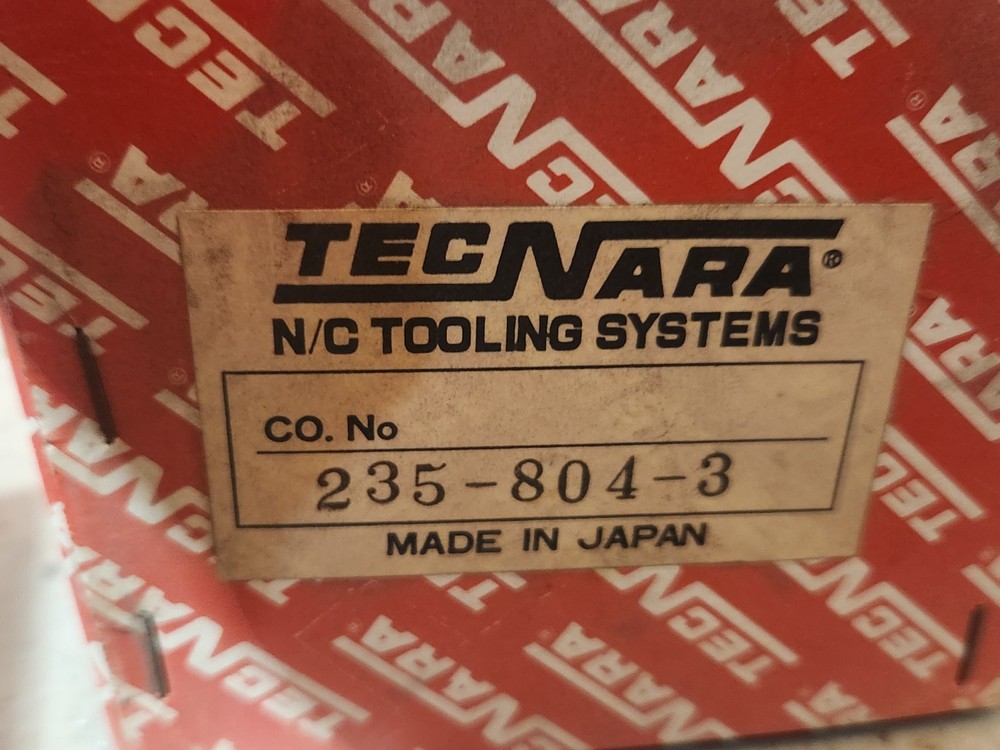 TECNARA®
N/C TOOLING SYSTEMS
CO. No
235-804-3
MADE IN JAPAN